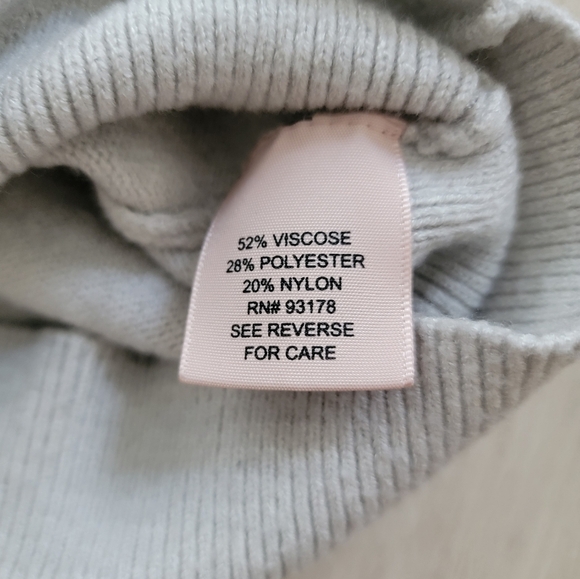 52% VISCOSE
28% POLYESTER
20% NYLON
RN# 93178
SEE REVERSE
FOR CARE